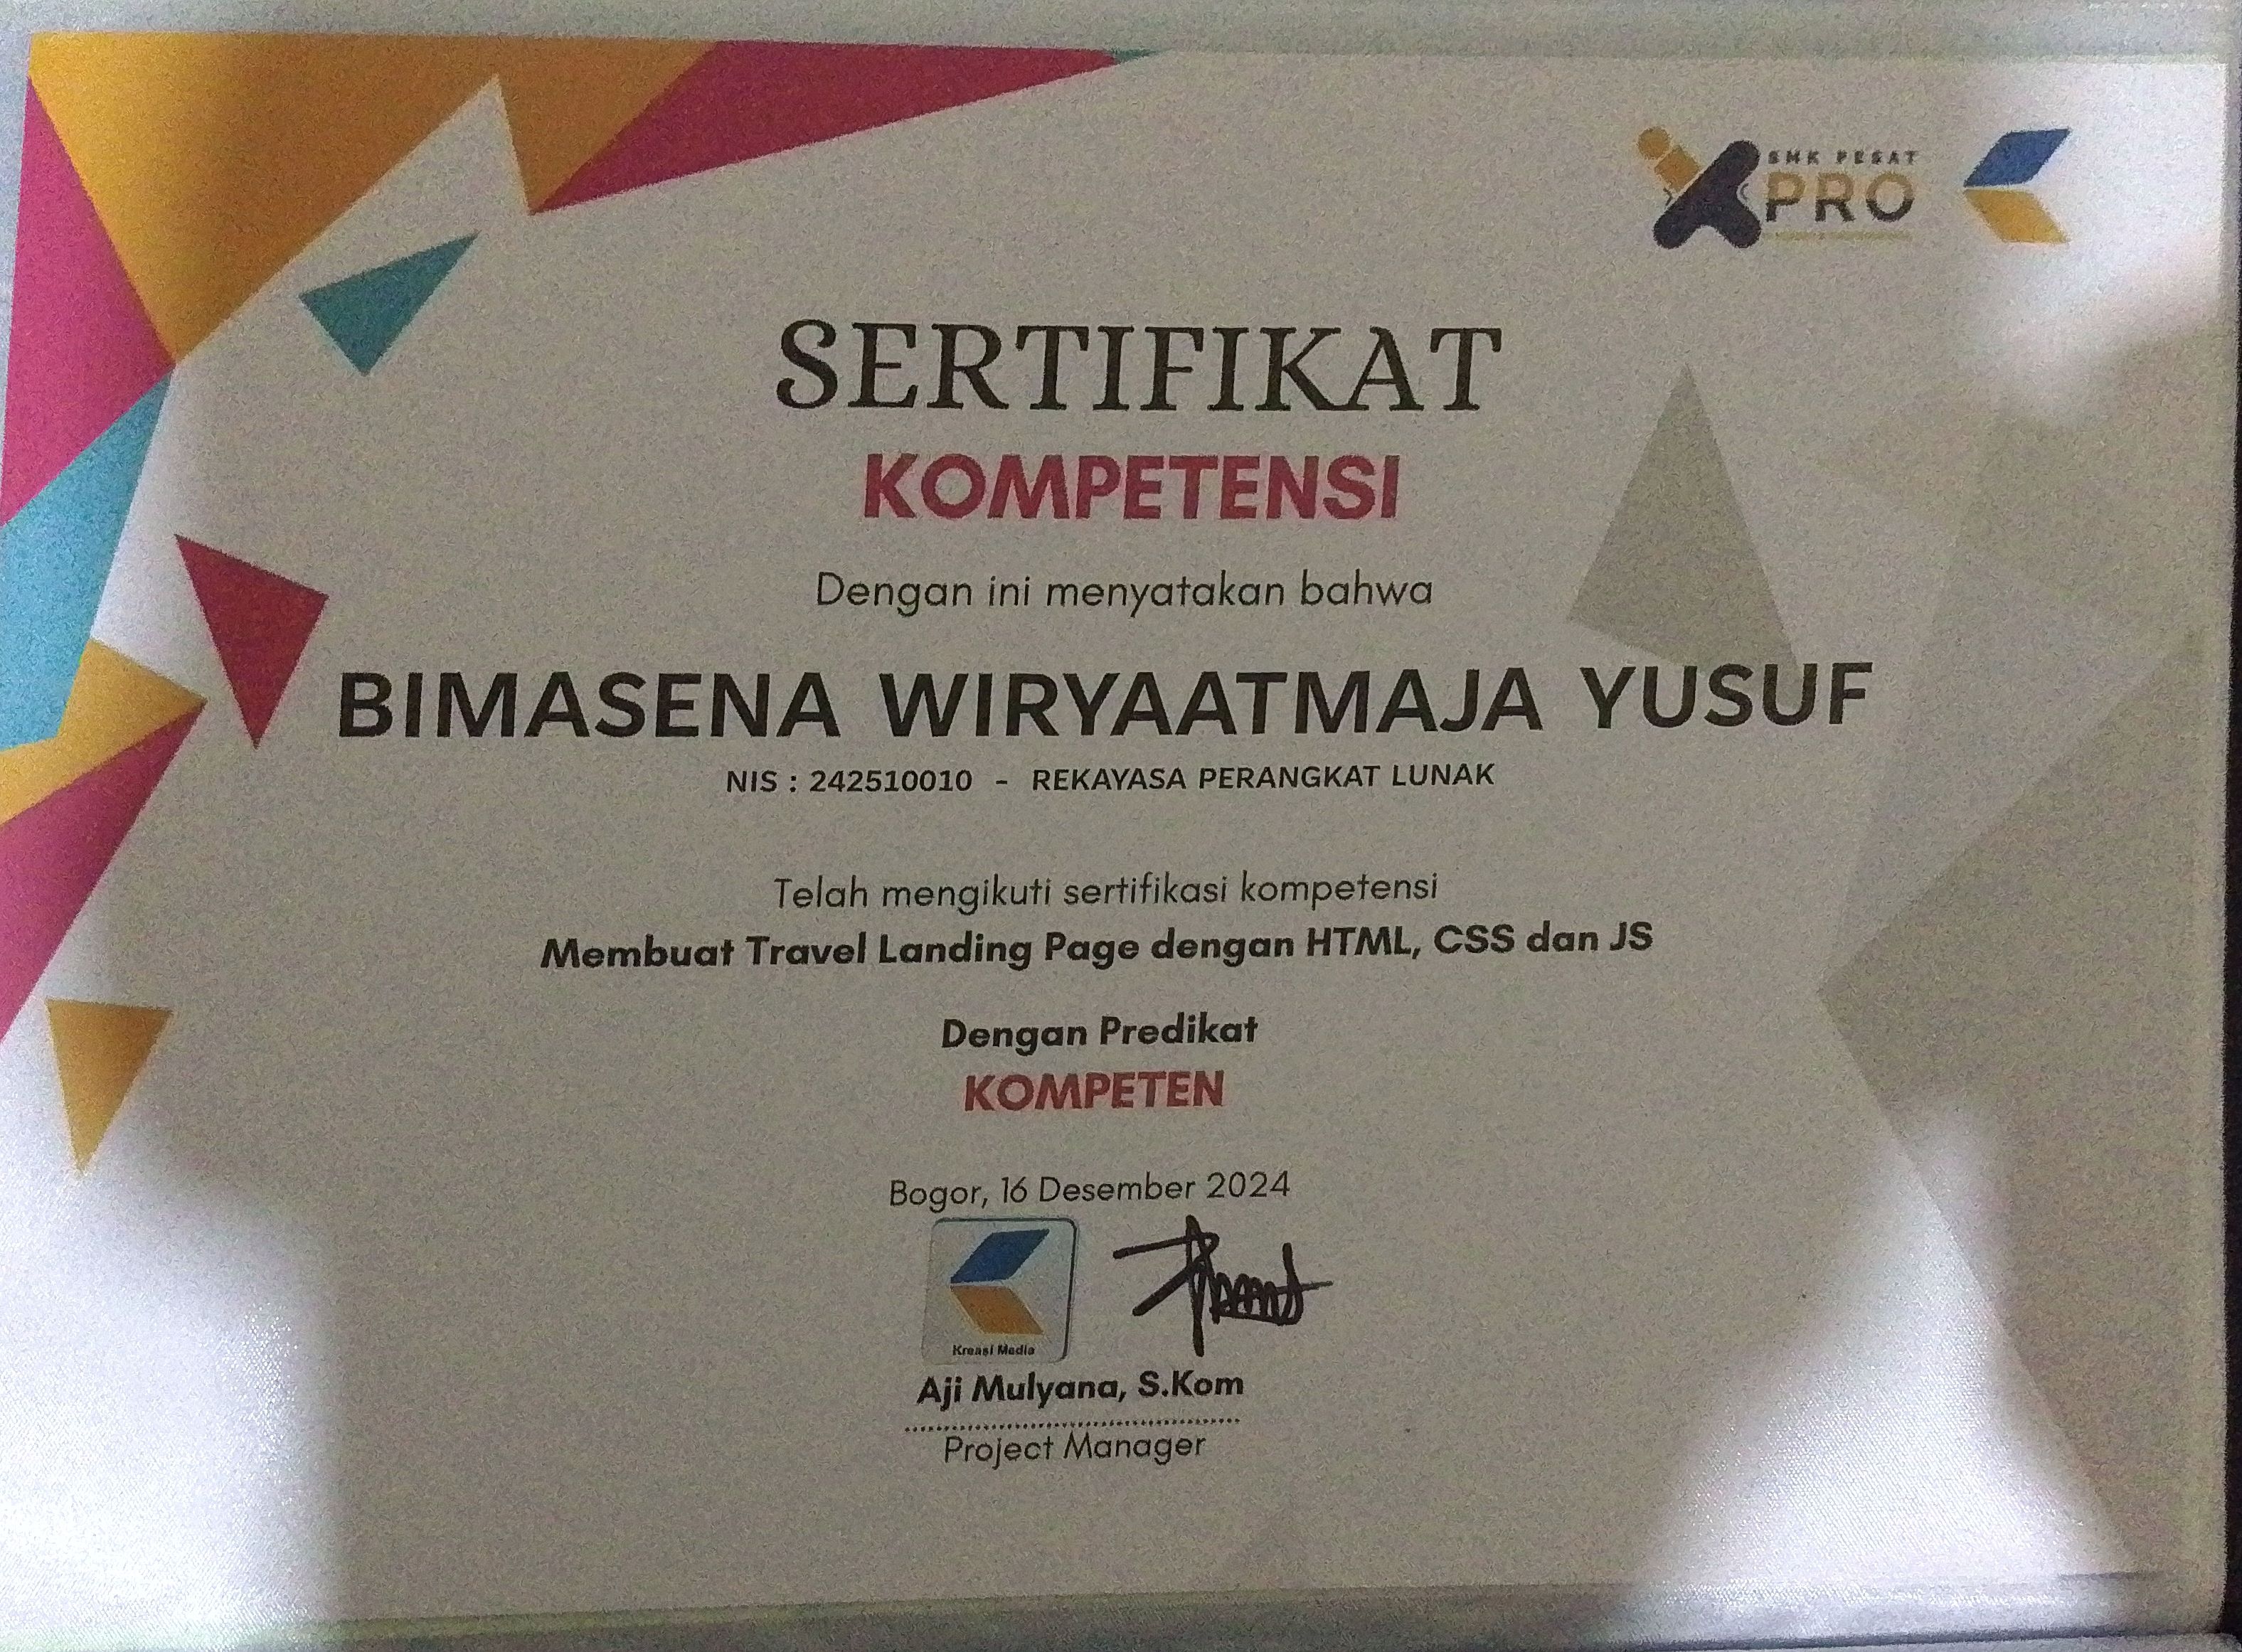 SMK PESAT
PRO
SERTIFIKAT
KOMPETENSI
Dengan ini menyatakan bahwa
BIMASENA WIRYAATMAJA YUSUF
NIS : 242510010 - REKAYASA PERANGKAT LUNAK
Telah mengikuti sertifikasi kompetensi
Membuat Travel Landing Page dengan HTML, CSS dan JS
Dengan Predikat
KOMPETEN
Bogor, 16 Desember 2024
Kreasi Media
Aji Mulyana, S.Kom
Project Manager